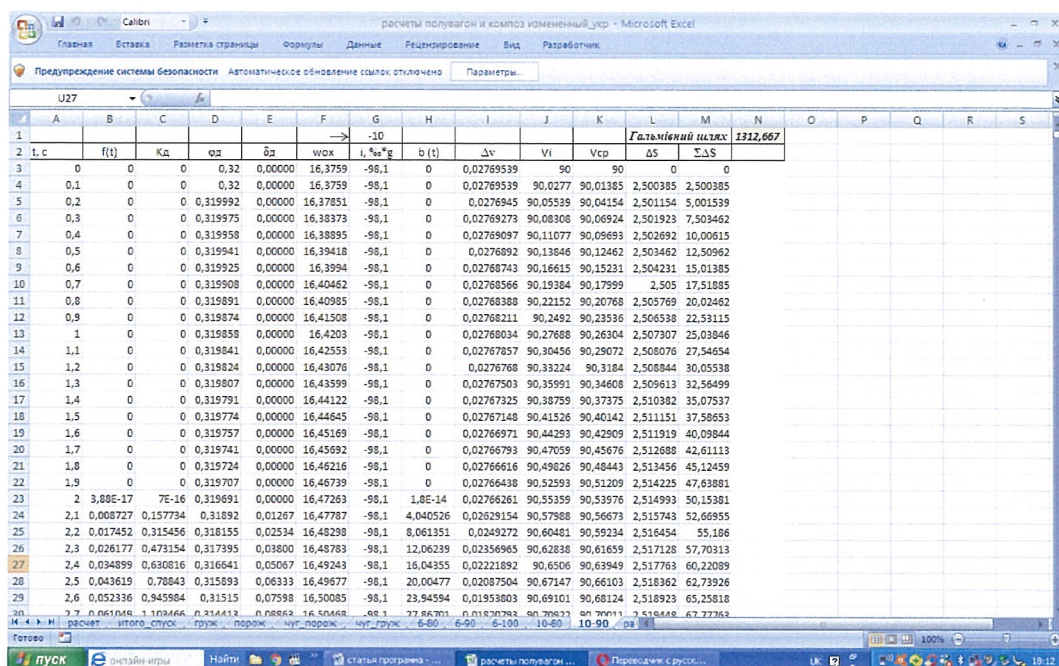 Calibri
расчеты полувагон и композ измененный_укр - Microsoft Excel
Главная Вставка Разметка страницы Формулы Данные Рецензирование Вид Разработчик
Предупреждение системы безопасности Автоматическое обновление ссылок отключено Параметры...
U27 fx
A B C D E F G H I J K L M N O P Q R S
1 -10 Гальмівний шлях 1312,667
2 t, c f(t) Kд φд δд wox i, ‰*g b (t) Δv Vi Vcp ΔS ΣΔS
3 0 0 0 0,32 0,00000 16,3759 -98,1 0 0,02769539 90 90 0 0
4 0,1 0 0 0,32 0,00000 16,3759 -98,1 0 0,02769539 90,0277 90,01385 2,500385 2,500385
5 0,2 0 0 0,319992 0,00000 16,37851 -98,1 0 0,0276945 90,05539 90,04154 2,501154 5,001539
6 0,3 0 0 0,319975 0,00000 16,38373 -98,1 0 0,02769273 90,08308 90,06924 2,501923 7,503462
7 0,4 0 0 0,319958 0,00000 16,38895 -98,1 0 0,02769097 90,11077 90,09693 2,502692 10,00615
8 0,5 0 0 0,319941 0,00000 16,39418 -98,1 0 0,0276892 90,13846 90,12462 2,503462 12,50962
9 0,6 0 0 0,319925 0,00000 16,3994 -98,1 0 0,02768743 90,16615 90,15231 2,504231 15,01385
10 0,7 0 0 0,319908 0,00000 16,40462 -98,1 0 0,02768566 90,19384 90,17999 2,505 17,51885
11 0,8 0 0 0,319891 0,00000 16,40985 -98,1 0 0,02768388 90,22152 90,20768 2,505769 20,02462
12 0,9 0 0 0,319874 0,00000 16,41508 -98,1 0 0,02768211 90,2492 90,23536 2,506538 22,53115
13 1 0 0 0,319858 0,00000 16,4203 -98,1 0 0,02768034 90,27688 90,26304 2,507307 25,03846
14 1,1 0 0 0,319841 0,00000 16,42553 -98,1 0 0,02767857 90,30456 90,29072 2,508076 27,54654
15 1,2 0 0 0,319824 0,00000 16,43076 -98,1 0 0,0276768 90,33224 90,3184 2,508844 30,05538
16 1,3 0 0 0,319807 0,00000 16,43599 -98,1 0 0,02767503 90,35991 90,34608 2,509613 32,56499
17 1,4 0 0 0,319791 0,00000 16,44122 -98,1 0 0,02767325 90,38759 90,37375 2,510382 35,07537
18 1,5 0 0 0,319774 0,00000 16,44645 -98,1 0 0,02767148 90,41526 90,40142 2,511151 37,58653
19 1,6 0 0 0,319757 0,00000 16,45169 -98,1 0 0,02766971 90,44293 90,42909 2,511919 40,09844
20 1,7 0 0 0,319741 0,00000 16,45692 -98,1 0 0,02766793 90,47059 90,45676 2,512688 42,61113
21 1,8 0 0 0,319724 0,00000 16,46216 -98,1 0 0,02766616 90,49826 90,48443 2,513456 45,12459
22 1,9 0 0 0,319707 0,00000 16,46739 -98,1 0 0,02766438 90,52593 90,51209 2,514225 47,63881
23 2 3,88E-17 7E-16 0,319691 0,00000 16,47263 -98,1 1,8E-14 0,02766261 90,55359 90,53976 2,514993 50,15381
24 2,1 0,008727 0,157734 0,31892 0,01267 16,47787 -98,1 4,040526 0,02629154 90,57988 90,56673 2,515743 52,66955
25 2,2 0,017452 0,315456 0,318155 0,02534 16,48298 -98,1 8,061351 0,0249272 90,60481 90,59234 2,516454 55,186
26 2,3 0,026177 0,473154 0,317395 0,03800 16,48783 -98,1 12,06239 0,02356965 90,62838 90,61659 2,517128 57,70313
27 2,4 0,034899 0,630816 0,316641 0,05067 16,49243 -98,1 16,04355 0,02221892 90,6506 90,63949 2,517763 60,22089
28 2,5 0,043619 0,78843 0,315893 0,06333 16,49677 -98,1 20,00477 0,02087504 90,67147 90,66103 2,518362 62,73926
29 2,6 0,052336 0,945984 0,31515 0,07598 16,50085 -98,1 23,94594 0,01953803 90,69101 90,68124 2,518923 65,25818
30 2,7 0,061049 1,103466 0,314413 0,08863 16,50468 -98,1 27,86701 0,01820793 90,70922 90,70011 2,519448 67,77763
расчет итого_спуск груж порож чуг_порож чуг_груж 6-80 6-90 6-100 10-80 10-90 ра
Готово 100%
пуск онлайн-игры Найти статья програмна - ... расчеты полувагон ... Переводчик с русск... UK 18:12